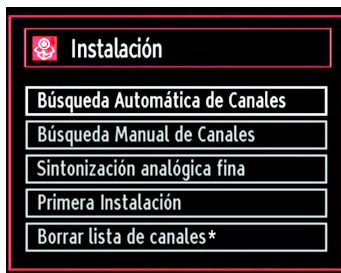 Instalación
Búsqueda Automática de Canales
Búsqueda Manual de Canales
Sintonización analógica fina
Primera Instalación
Borrar lista de canales*